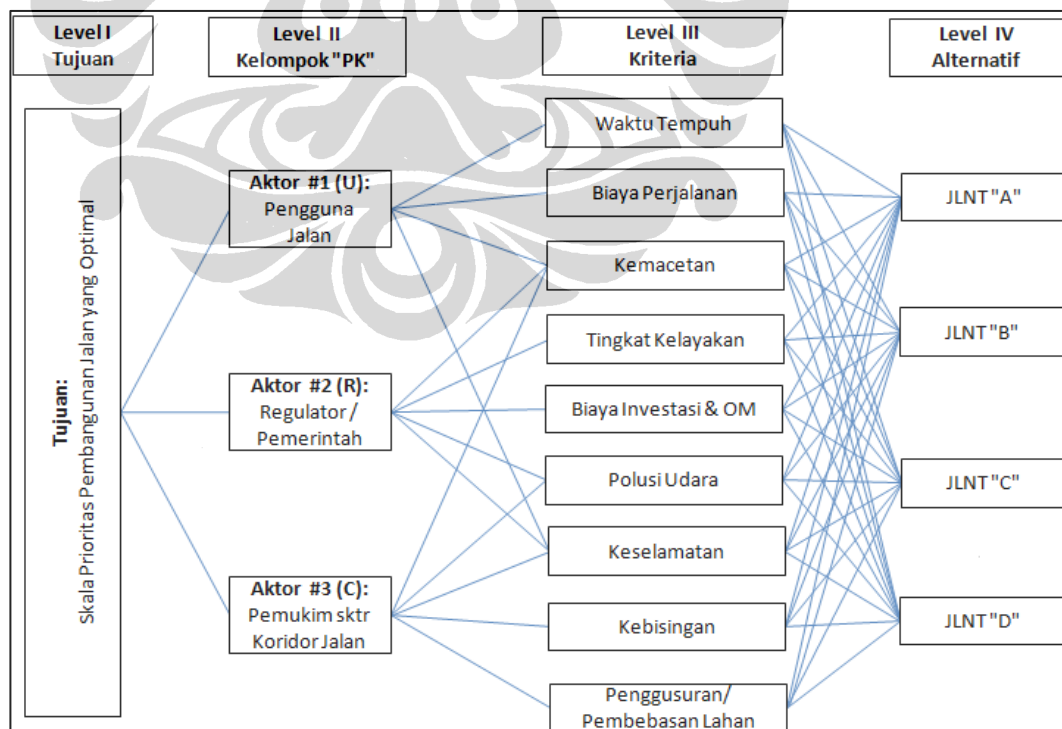 Level I
Tujuan
Level II
Kelompok "PK"
Level III
Kriteria
Level IV
Alternatif
Tujuan:
Skala Prioritas Pembangunan Jalan yang Optimal
Aktor #1 (U):
Pengguna
Jalan
Aktor #2 (R):
Regulator /
Pemerintah
Aktor #3 (C):
Pemukim sktr
Koridor Jalan
Waktu Tempuh
Biaya Perjalanan
Kemacetan
Tingkat Kelayakan
Biaya Investasi & OM
Polusi Udara
Keselamatan
Kebisingan
Penggusuran/
Pembebasan Lahan
JLNT "A"
JLNT "B"
JLNT "C"
JLNT "D"